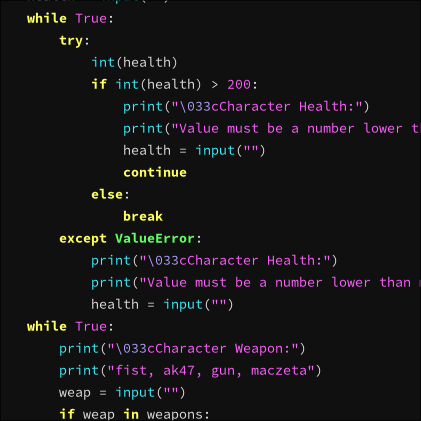 while True:
try:
int(health)
if int(health) > 200:
print("\033cCharacter Health:")
print("Value must be a number lower
health = input("")
continue
else:
break
except ValueError:
print("\033cCharacter Health:")
print("Value must be a number lower than
health = input("")
while True:
print("\033cCharacter Weapon:")
print("fist, ak47, gun, maczeta")
weap = input("")
if weap in weapons: